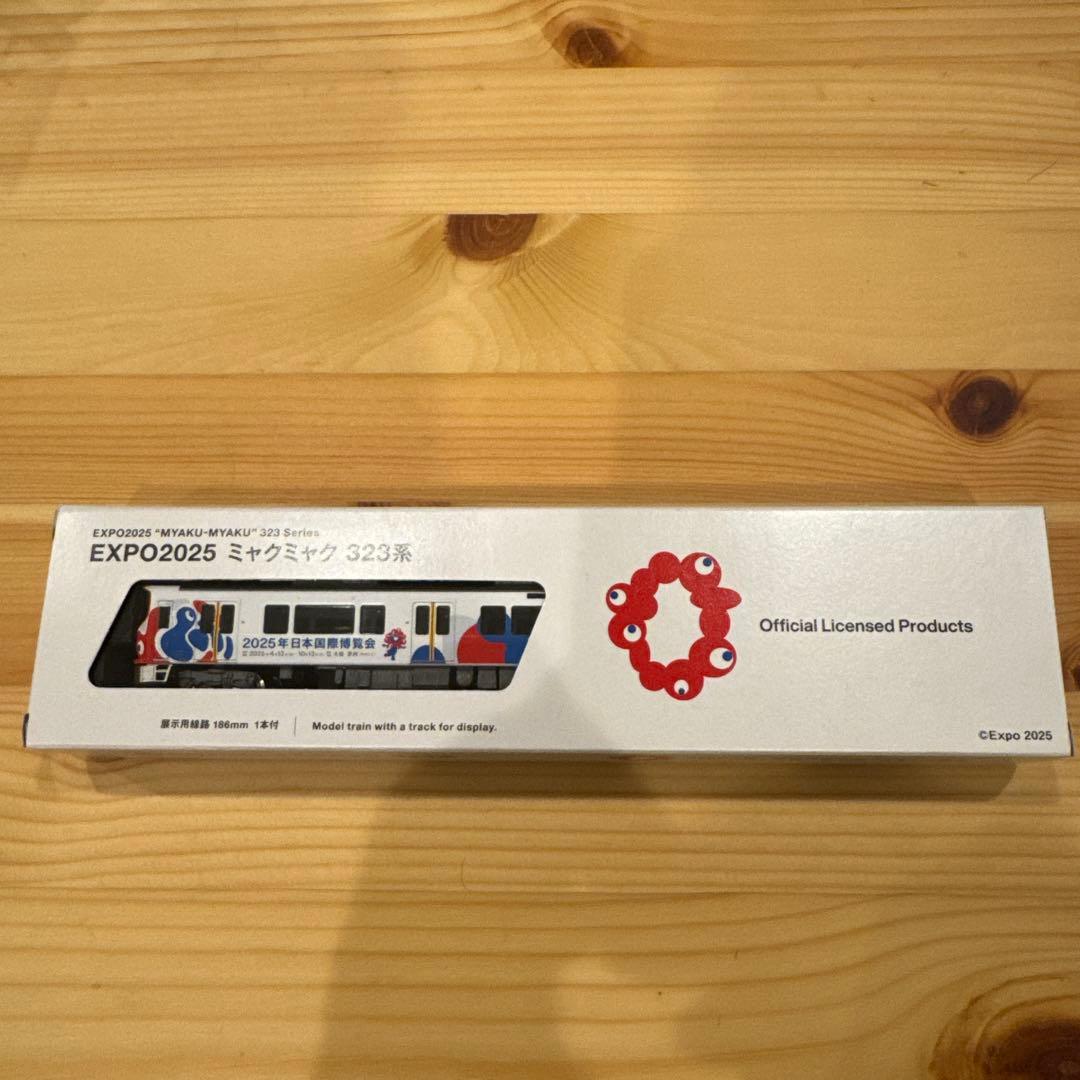 EXPO2025 "MYAKU-MYAKU" 323 Series
EXPO2025 ミャクミャク 323系
2025年日本国際博覧会
展示用線路 186mm 1本付
Model train with a track for display.
Official Licensed Products
©Expo 2025